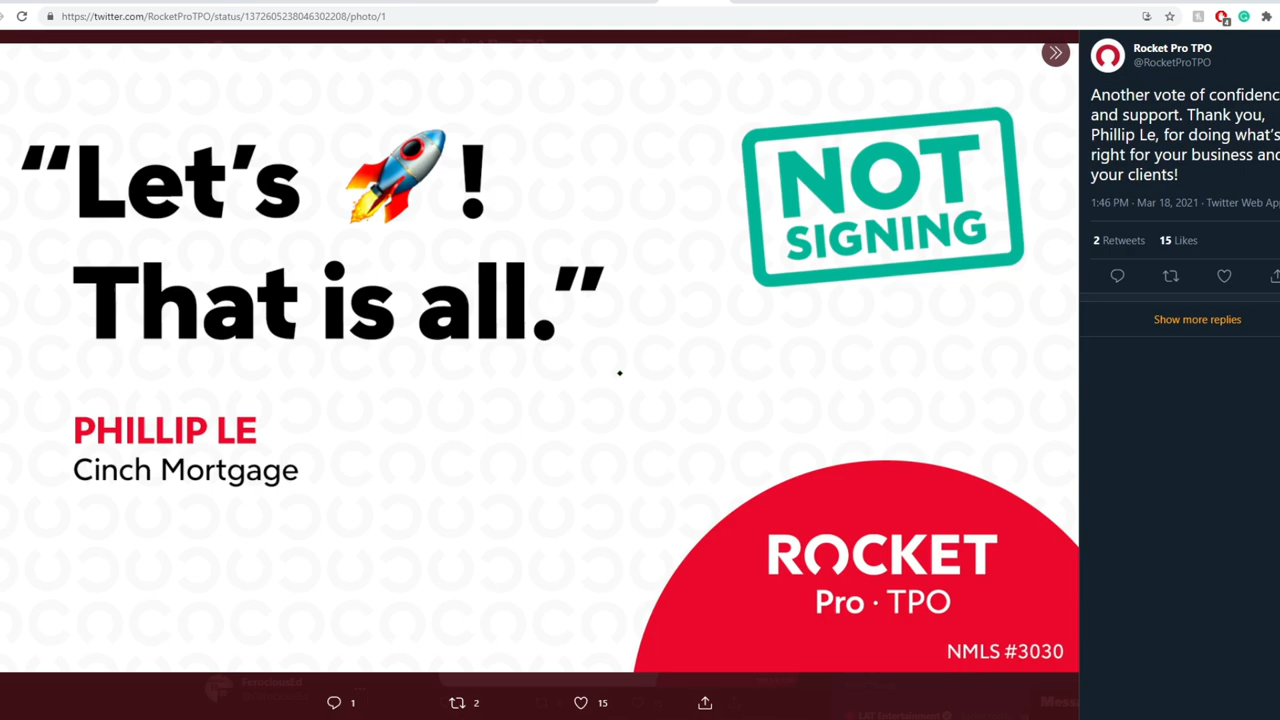 https://twitter.com/RocketProTPO/status/1372605238046302208/photo/1
4
“Let’s 🚀!
That is all.”
PHILLIP LE
Cinch Mortgage
NOT
SIGNING
ROCKET
Pro · TPO
NMLS #3030
1
2
15
FerociousEd
Rocket Pro TPO
@RocketProTPO
Another vote of confidenc
and support. Thank you,
Phillip Le, for doing what’s
right for your business and
your clients!
1:46 PM · Mar 18, 2021 · Twitter Web Ap
2 Retweets 15 Likes
Show more replies